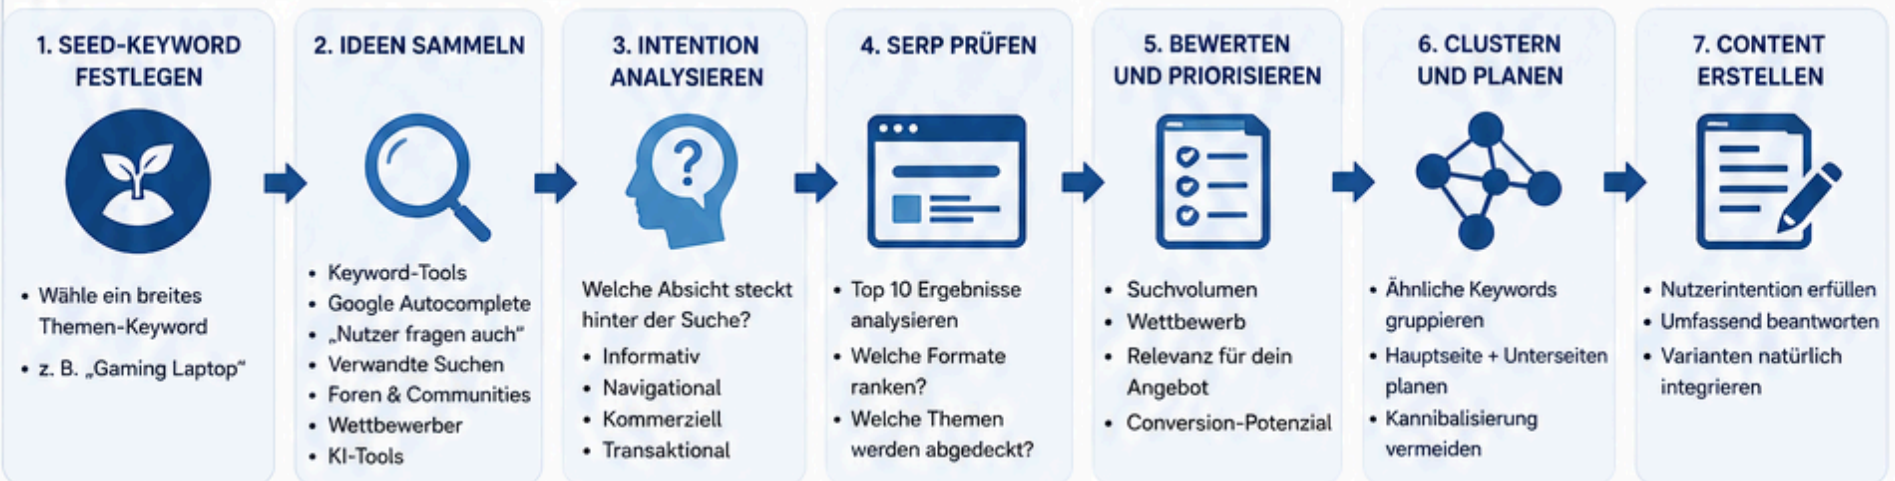 1. SEED-KEYWORD
FESTLEGEN
• Wähle ein breites
Themen-Keyword
• z. B. „Gaming Laptop“
2. IDEEN SAMMELN
• Keyword-Tools
• Google Autocomplete
• „Nutzer fragen auch“
• Verwandte Suchen
• Foren & Communities
• Wettbewerber
• KI-Tools
3. INTENTION
ANALYSIEREN
?
Welche Absicht steckt
hinter der Suche?
• Informativ
• Navigational
• Kommerziell
• Transaktional
4. SERP PRÜFEN
• Top 10 Ergebnisse
analysieren
• Welche Formate
ranken?
• Welche Themen
werden abgedeckt?
5. BEWERTEN
UND PRIORISIEREN
• Suchvolumen
• Wettbewerb
• Relevanz für dein
Angebot
• Conversion-Potenzial
6. CLUSTERN
UND PLANEN
• Ähnliche Keywords
gruppieren
• Hauptseite + Unterseiten
planen
• Kannibalisierung
vermeiden
7. CONTENT
ERSTELLEN
• Nutzerintention erfüllen
• Umfassend beantworten
• Varianten natürlich
integrieren